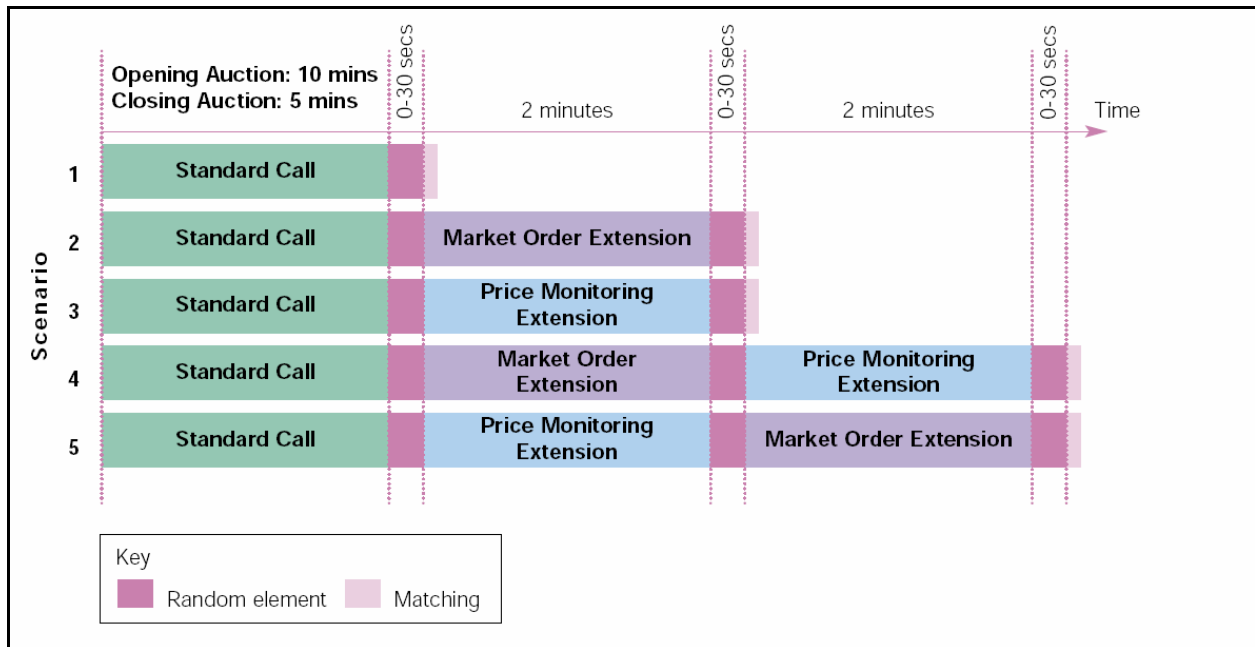 Opening Auction: 10 mins
Closing Auction: 5 mins
0-30 secs
2 minutes
0-30 secs
2 minutes
0-30 secs
Time
Scenario
1
Standard Call
2
Standard Call
Market Order Extension
3
Standard Call
Price Monitoring
Extension
4
Standard Call
Market Order
Extension
Price Monitoring
Extension
5
Standard Call
Price Monitoring
Extension
Market Order Extension
Key
Random element
Matching